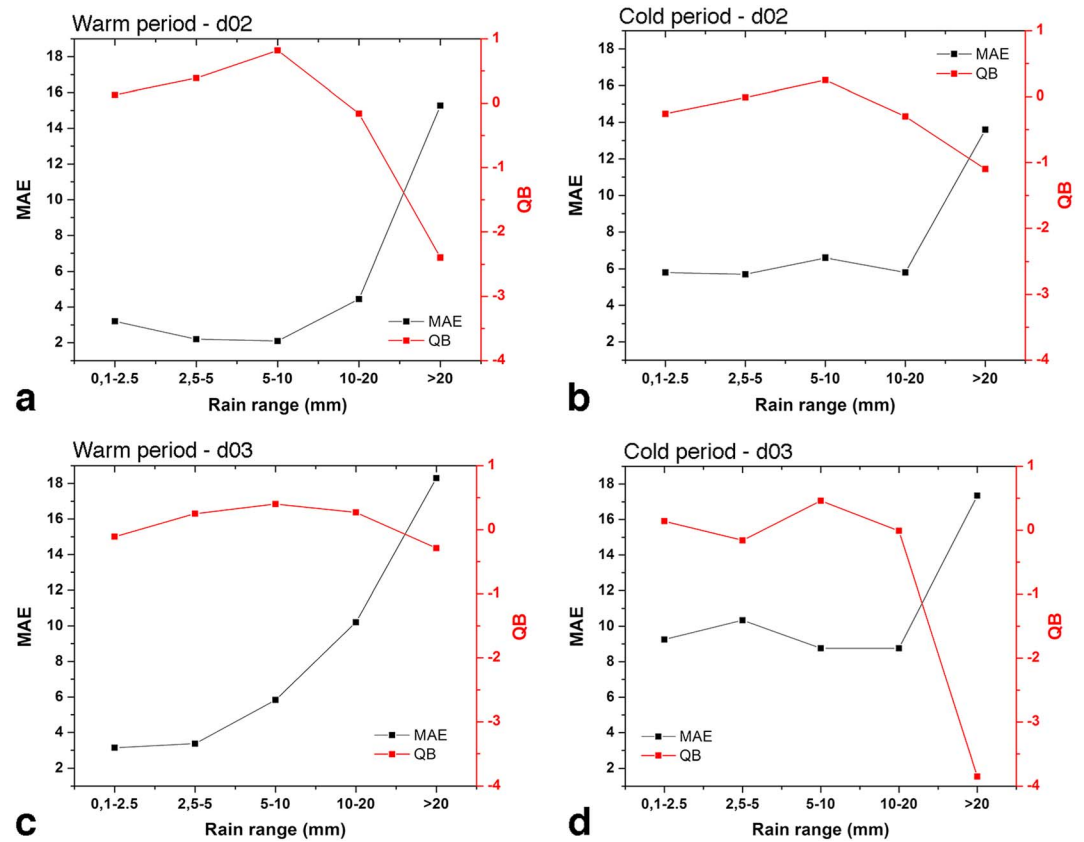 Warm period - d02
18
16
14
12
10
8
6
4
2
MAE
1
0
-1
-2
-3
-4
QB
MAE
QB
0,1-2.5 2,5-5 5-10 10-20 >20
Rain range (mm)
a
Cold period - d02
18
16
14
12
10
8
6
4
2
MAE
1
0
-1
-2
-3
-4
QB
MAE
QB
0,1-2.5 2,5-5 5-10 10-20 >20
Rain range (mm)
b
Warm period - d03
18
16
14
12
10
8
6
4
2
MAE
1
0
-1
-2
-3
-4
QB
MAE
QB
0,1-2.5 2,5-5 5-10 10-20 >20
Rain range (mm)
c
Cold period - d03
18
16
14
12
10
8
6
4
2
MAE
1
0
-1
-2
-3
-4
QB
MAE
QB
0,1-2.5 2,5-5 5-10 10-20 >20
Rain range (mm)
d